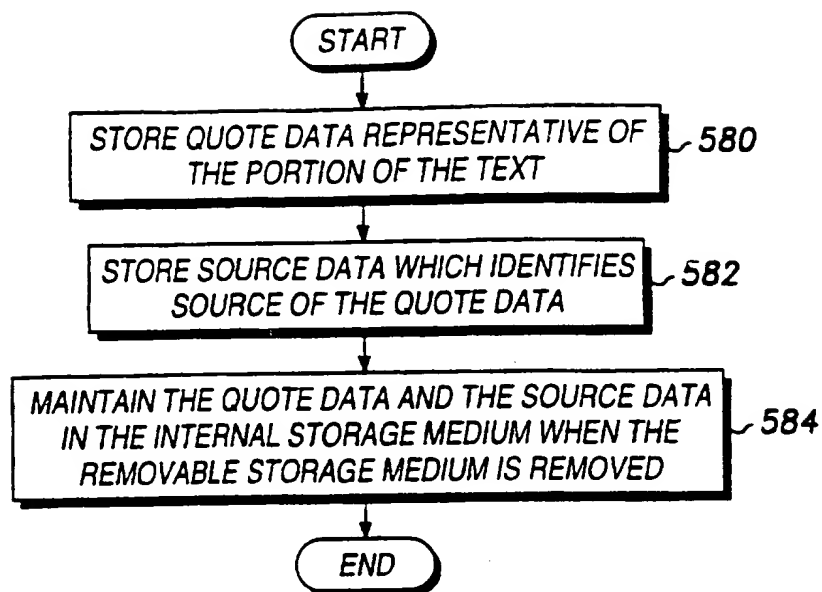 START
STORE QUOTE DATA REPRESENTATIVE OF
THE PORTION OF THE TEXT
580
STORE SOURCE DATA WHICH IDENTIFIES
SOURCE OF THE QUOTE DATA
582
MAINTAIN THE QUOTE DATA AND THE SOURCE DATA
IN THE INTERNAL STORAGE MEDIUM WHEN THE
REMOVABLE STORAGE MEDIUM IS REMOVED
584
END